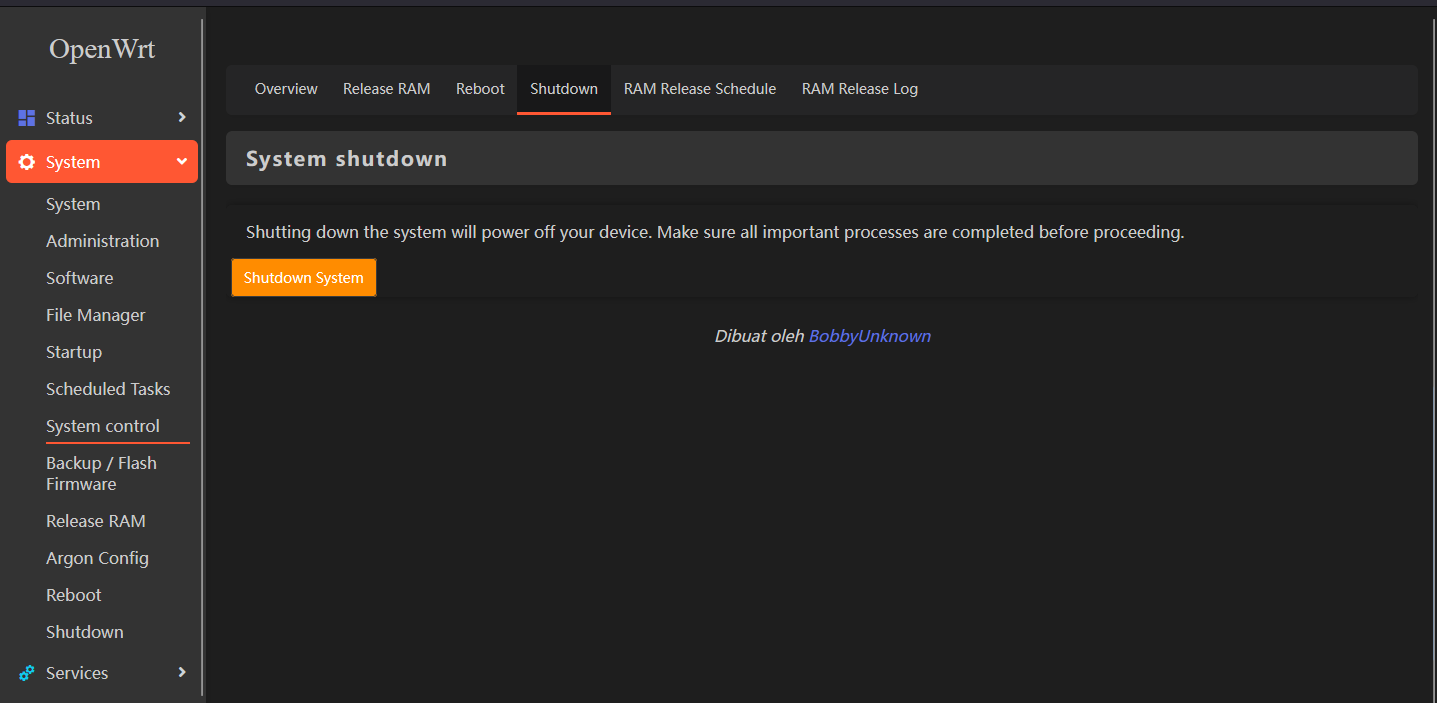 OpenWrt
Status
System
System
Administration
Software
File Manager
Startup
Scheduled Tasks
System control
Backup / Flash
Firmware
Release RAM
Argon Config
Reboot
Shutdown
Services
Overview Release RAM Reboot Shutdown RAM Release Schedule RAM Release Log
System shutdown
Shutting down the system will power off your device. Make sure all important processes are completed before proceeding.
Shutdown System
Dibuat oleh BobbyUnknown